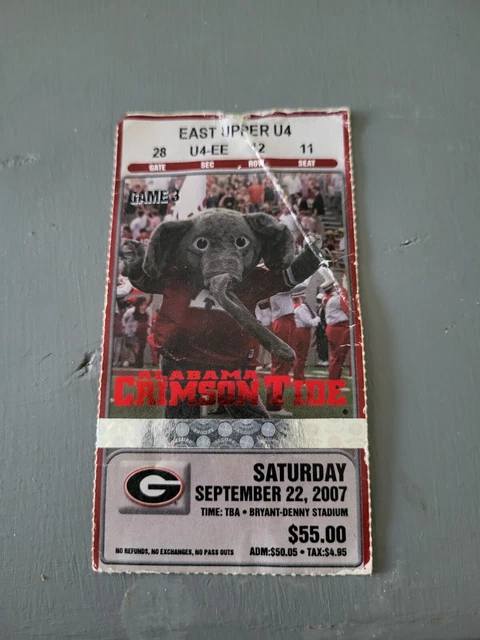 EAST UPPER U4
28 U4-EE 12 11
GATE SEC ROW SEAT
GAME 3
ALABAMA
CRIMSON TIDE
G
SATURDAY
SEPTEMBER 22, 2007
TIME: TBA • BRYANT-DENNY STADIUM
$55.00
NO REFUNDS, NO EXCHANGES, NO PASS OUTS ADM:$50.05 • TAX:$4.95